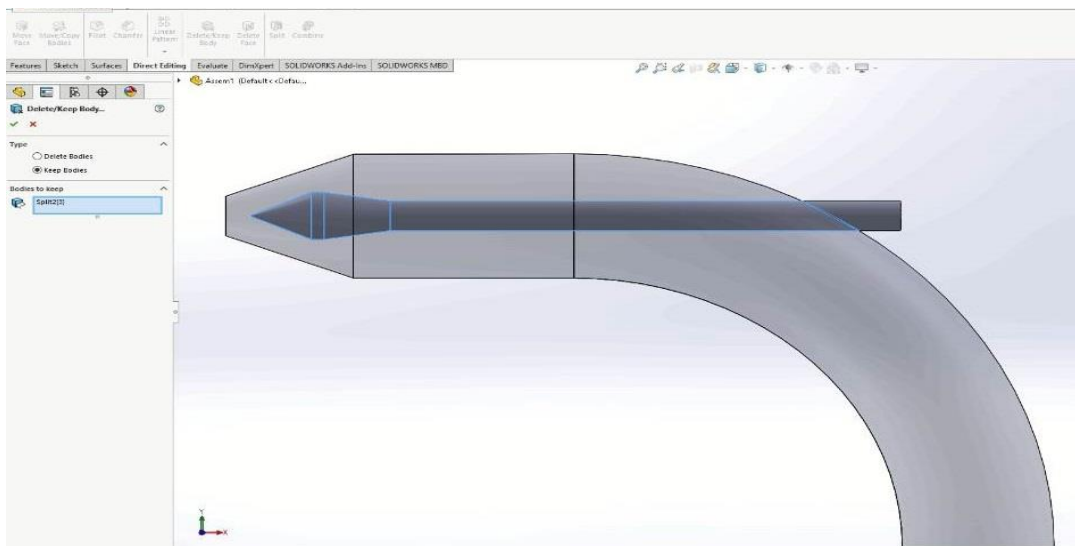 Move Face Move/Copy Bodies Fillet Chamfer Linear Pattern Delete/Keep Body Delete Face Split Combine
Features Sketch Surfaces Direct Editing Evaluate DimXpert SOLIDWORKS Add-Ins SOLIDWORKS MBD
Assem1 (Default< <Defau...
Delete/Keep Body...
Type
Delete Bodies
Keep Bodies
Bodies to keep
Split2[3]
Y
X